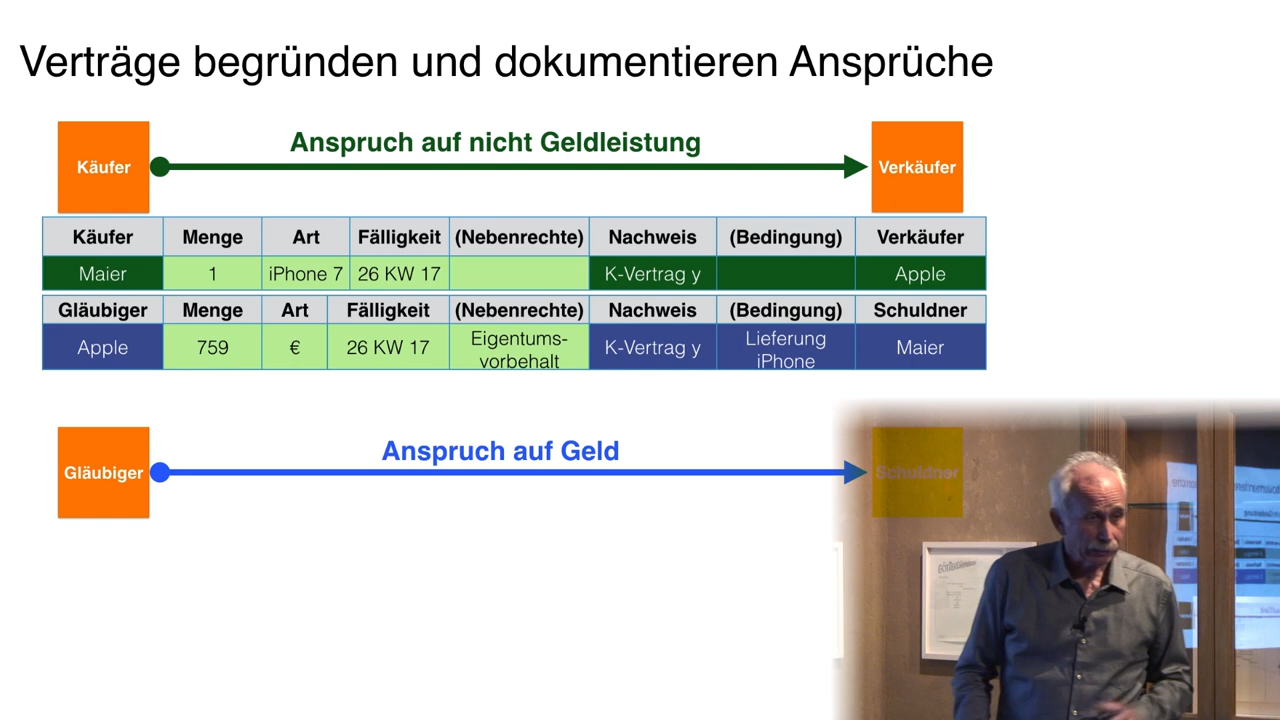 Verträge begründen und dokumentieren Ansprüche
Anspruch auf nicht Geldleistung
Käufer
Verkäufer
Käufer Menge Art Fälligkeit (Nebenrechte) Nachweis (Bedingung) Verkäufer
Maier 1 iPhone 7 26 KW 17 K-Vertrag y Apple
Gläubiger Menge Art Fälligkeit (Nebenrechte) Nachweis (Bedingung) Schuldner
Apple 759 € 26 KW 17 Eigentums- K-Vertrag y Lieferung Maier
vorbehalt iPhone
Anspruch auf Geld
Gläubiger
Schuldner